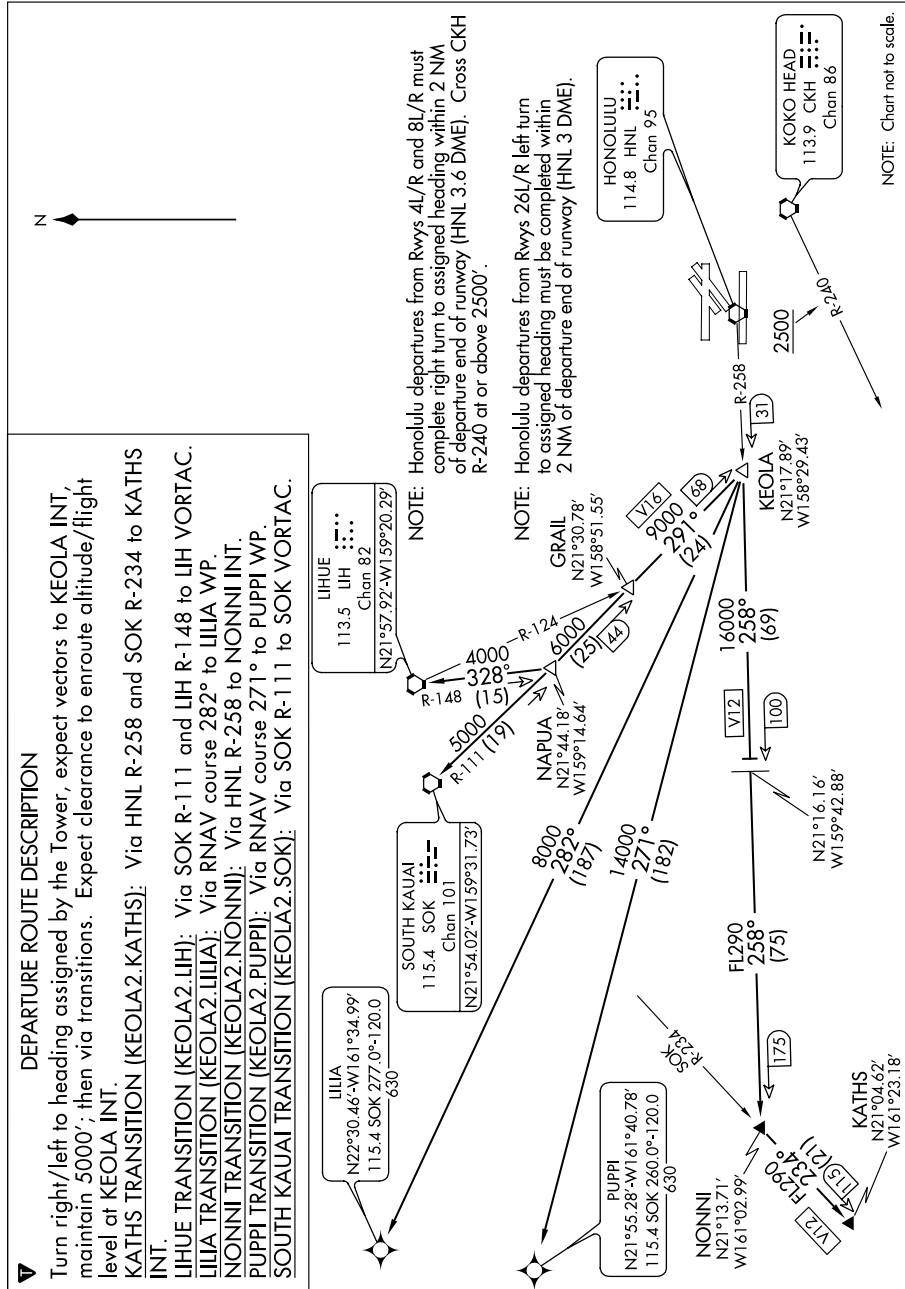 DEPARTURE ROUTE DESCRIPTION
T
Turn right/left to heading assigned by the Tower, expect vectors to KEOLA INT,
maintain 5000'; then via transitions. Expect clearance to enroute altitude/flight
level at KEOLA INT.
KATHS TRANSITION (KEOLA2.KATHS): Via HNL R-258 and SOK R-234 to KATHS
INT.
LIHUE TRANSITION (KEOLA2.LIH): Via SOK R-111 and LIH R-148 to LIH VORTAC.
LILIA TRANSITION (KEOLA2.LILIA): Via RNAV course 282° to LILIA WP.
NONNI TRANSITION (KEOLA2.NONNI): Via HNL R-258 to NONNI INT.
PUPPI TRANSITION (KEOLA2.PUPPI): Via RNAV course 271° to PUPPI WP.
SOUTH KAUAI TRANSITION (KEOLA2.SOK): Via SOK R-111 to SOK VORTAC.
N
NOTE: Honolulu departures from Rwys 4L/R and 8L/R must
complete right turn to assigned heading within 2 NM
of departure end of runway (HNL 3.6 DME). Cross CKH
R-240 at or above 2500'.
NOTE: Honolulu departures from Rwys 26L/R left turn
to assigned heading must be completed within
2 NM of departure end of runway (HNL 3 DME).
LIHUE
113.5 LIH
Chan 82
N21°57.92'-W159°20.29'
SOUTH KAUAI
115.4 SOK
Chan 101
N21°54.02'-W159°31.73'
LILIA
N22°30.46'-W161°34.99'
115.4 SOK 277.0°-120.0
630
PUPPI
N21°55.28'-W161°40.78'
115.4 SOK 260.0°-120.0
630
HONOLULU
114.8 HNL
Chan 95
KOKO HEAD
113.9 CKH
Chan 86
R-240
2500
R-258
31
KEOLA
N21°17.89'
W158°29.43'
V16
68
9000
291°
(24)
GRAIL
N21°30.78'
W158°51.55'
R-124
4000
328°
(15)
R-148
6000
(25)
44
NAPUA
N21°44.18'
W159°14.64'
5000
R-111 (19)
8000
282°
(187)
14000
271°
(182)
16000
258°
(69)
V12
100
N21°16.16'
W159°42.88'
FL290
258°
(75)
175
SOK
R-234
NONNI
N21°13.71'
W161°02.99'
FL290
234°
(21)
115
V12
KATHS
N21°04.62'
W161°23.18'
NOTE: Chart not to scale.